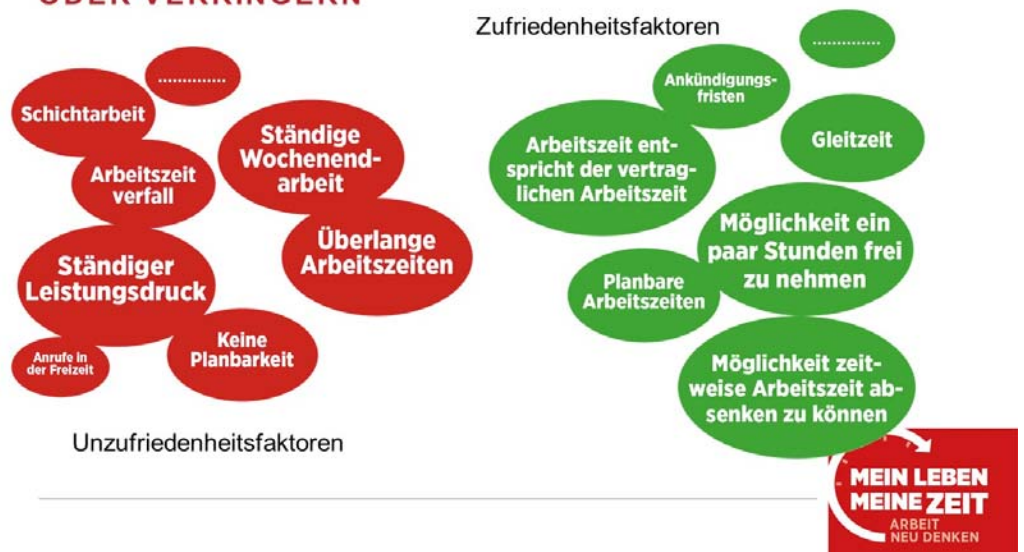 ODER VERRINGERN
Zufriedenheitsfaktoren
Schichtarbeit
..............
Arbeitszeit
verfall
Ständige
Wochenend-
arbeit
Überlange
Arbeitszeiten
Ständiger
Leistungsdruck
Anrufe in
der Freizeit
Keine
Planbarkeit
Unzufriedenheitsfaktoren
..............
Ankündigungs-
fristen
Gleitzeit
Arbeitszeit ent-
spricht der vertrag-
lichen Arbeitszeit
Möglichkeit ein
paar Stunden frei
zu nehmen
Planbare
Arbeitszeiten
Möglichkeit zeit-
weise Arbeitszeit ab-
senken zu können
MEIN LEBEN
MEINE ZEIT
ARBEIT
NEU DENKEN